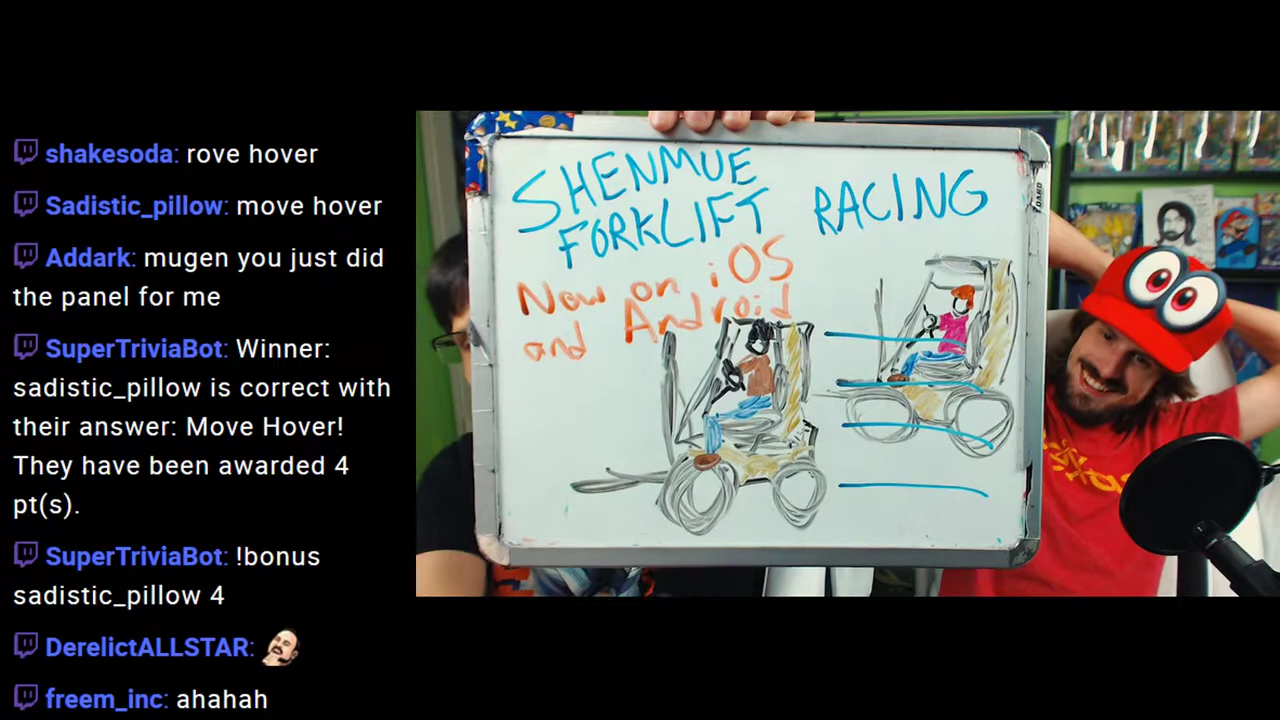 shakesoda: rove hover
Sadistic_pillow: move hover
Addark: mugen you just did
the panel for me
SuperTriviaBot: Winner:
sadistic_pillow is correct with
their answer: Move Hover!
They have been awarded 4
pt(s).
SuperTriviaBot: !bonus
sadistic_pillow 4
DerelictALLSTAR:
freem_inc: ahahah
SHENMUE
FORKLIFT RACING
Now on iOS
and Android